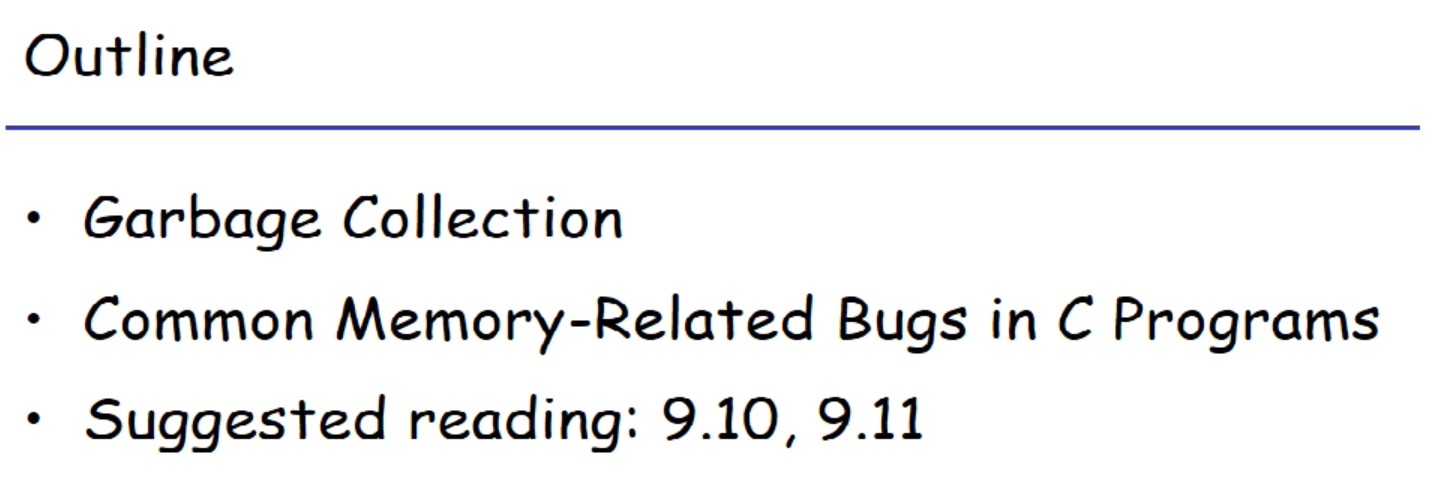 Outline
• Garbage Collection
• Common Memory-Related Bugs in C Programs
• Suggested reading: 9.10, 9.11